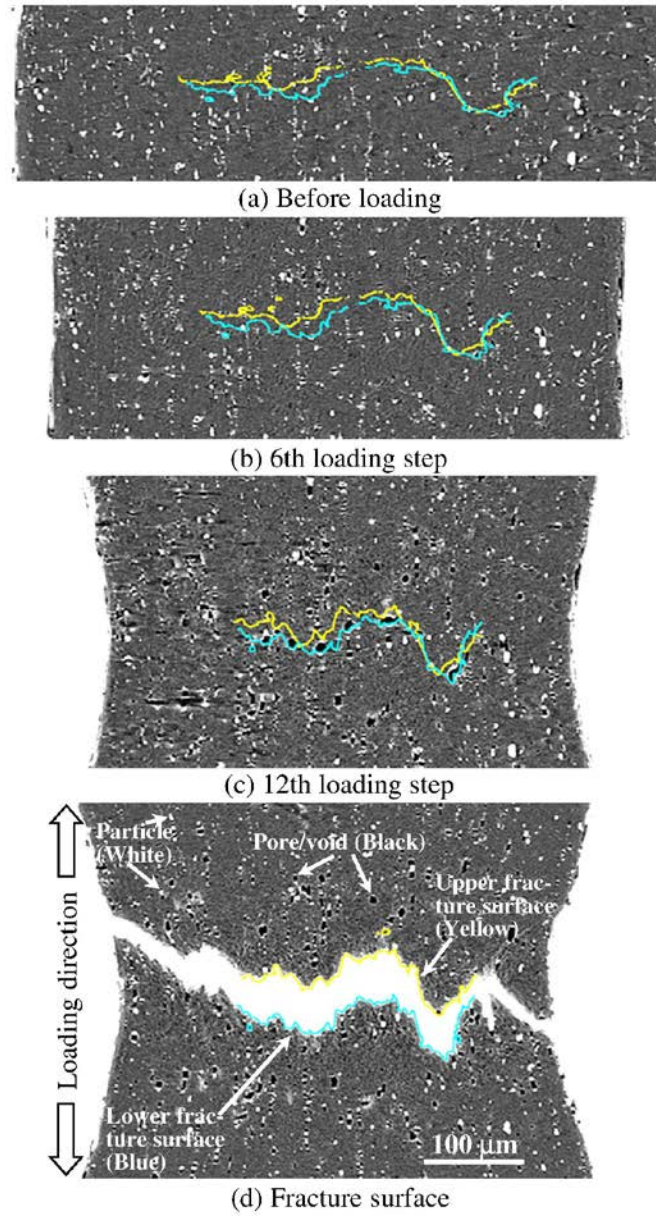 (a) Before loading
(b) 6th loading step
(c) 12th loading step
Particle
(White)
Pore/void (Black)
Upper frac-
ture surface
(Yellow)
Loading direction
Lower frac-
ture surface
(Blue)
100 μm
(d) Fracture surface